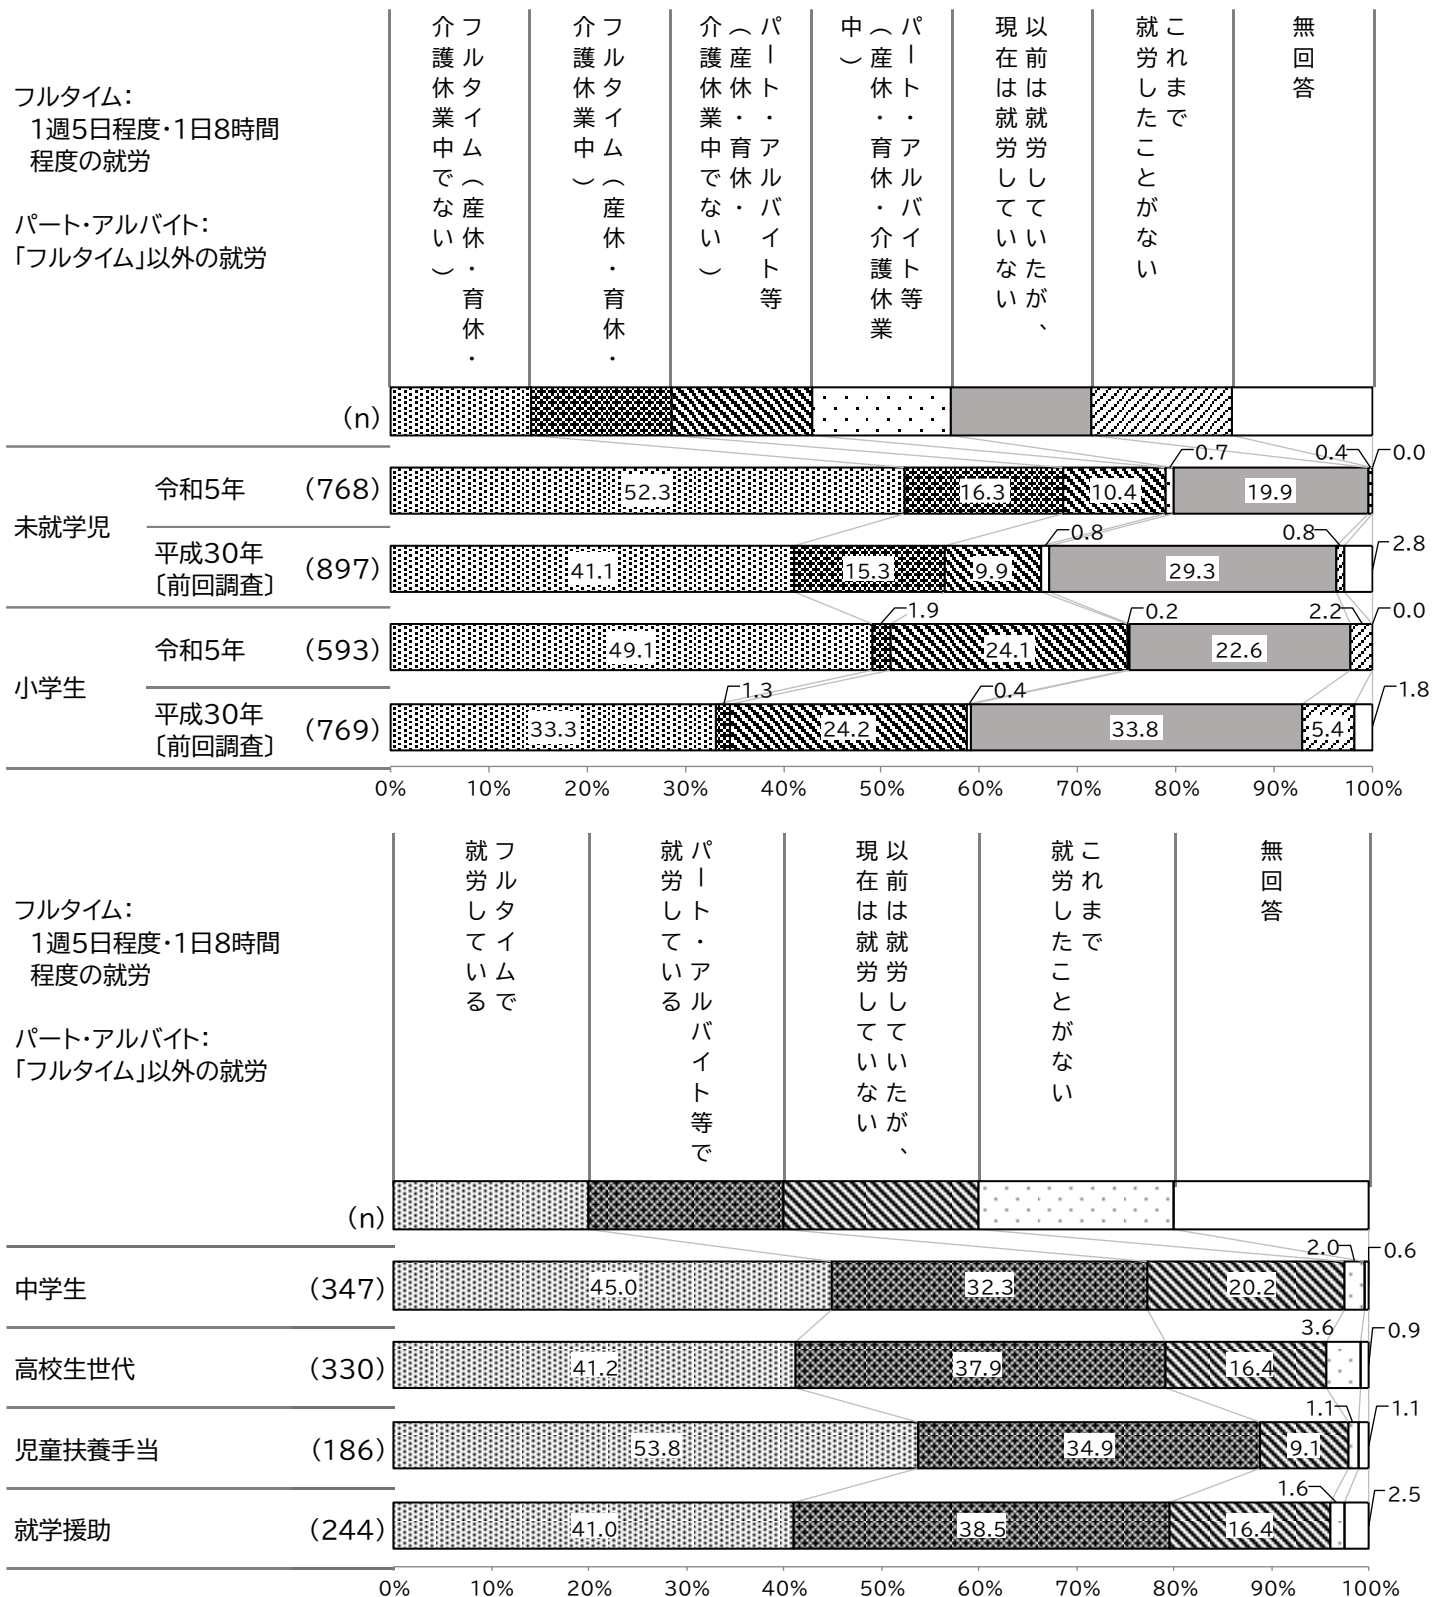 フルタイム：
1週5日程度・1日8時間
程度の就労
パート・アルバイト：
「フルタイム」以外の就労
フルタイム（産休・育休・
介護休業中でない）
フルタイム（産休・育休・
介護休業中）
パート・アルバイト等
（産休・育休・
介護休業中でない）
パート・アルバイト等
（産休・育休・介護休業
中）
以前は就労していたが、
現在は就労していない
これまで
就労したことがない
無回答
(n)
未就学児
令和5年
(768)
52.3
16.3
10.4
0.7
19.9
0.4
0.0
平成30年
〔前回調査〕
(897)
41.1
15.3
9.9
0.8
29.3
0.8
2.8
小学生
令和5年
(593)
49.1
1.9
24.1
0.2
22.6
2.2
0.0
平成30年
〔前回調査〕
(769)
33.3
1.3
24.2
0.4
33.8
5.4
1.8
0%
10%
20%
30%
40%
50%
60%
70%
80%
90%
100%
フルタイム：
1週5日程度・1日8時間
程度の就労
パート・アルバイト：
「フルタイム」以外の就労
フルタイムで
就労している
パート・アルバイト等で
就労している
以前は就労していたが、
現在は就労していない
これまで
就労したことがない
無回答
(n)
中学生
(347)
45.0
32.3
20.2
2.0
0.6
高校生世代
(330)
41.2
37.9
16.4
3.6
0.9
児童扶養手当
(186)
53.8
34.9
9.1
1.1
1.1
就学援助
(244)
41.0
38.5
16.4
1.6
2.5
0%
10%
20%
30%
40%
50%
60%
70%
80%
90%
100%